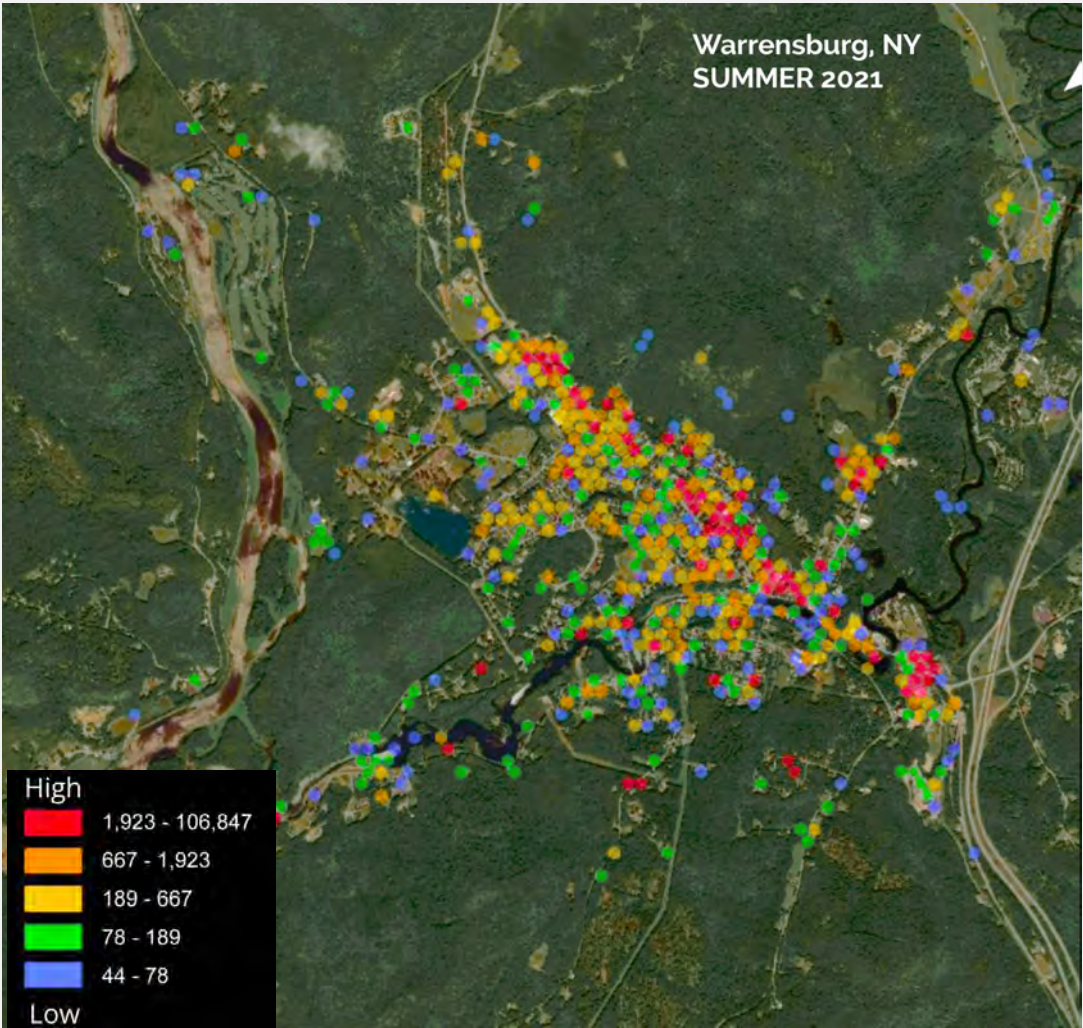 Warrensburg, NY
SUMMER 2021
High
1,923 - 106,847
667 - 1,923
189 - 667
78 - 189
44 - 78
Low